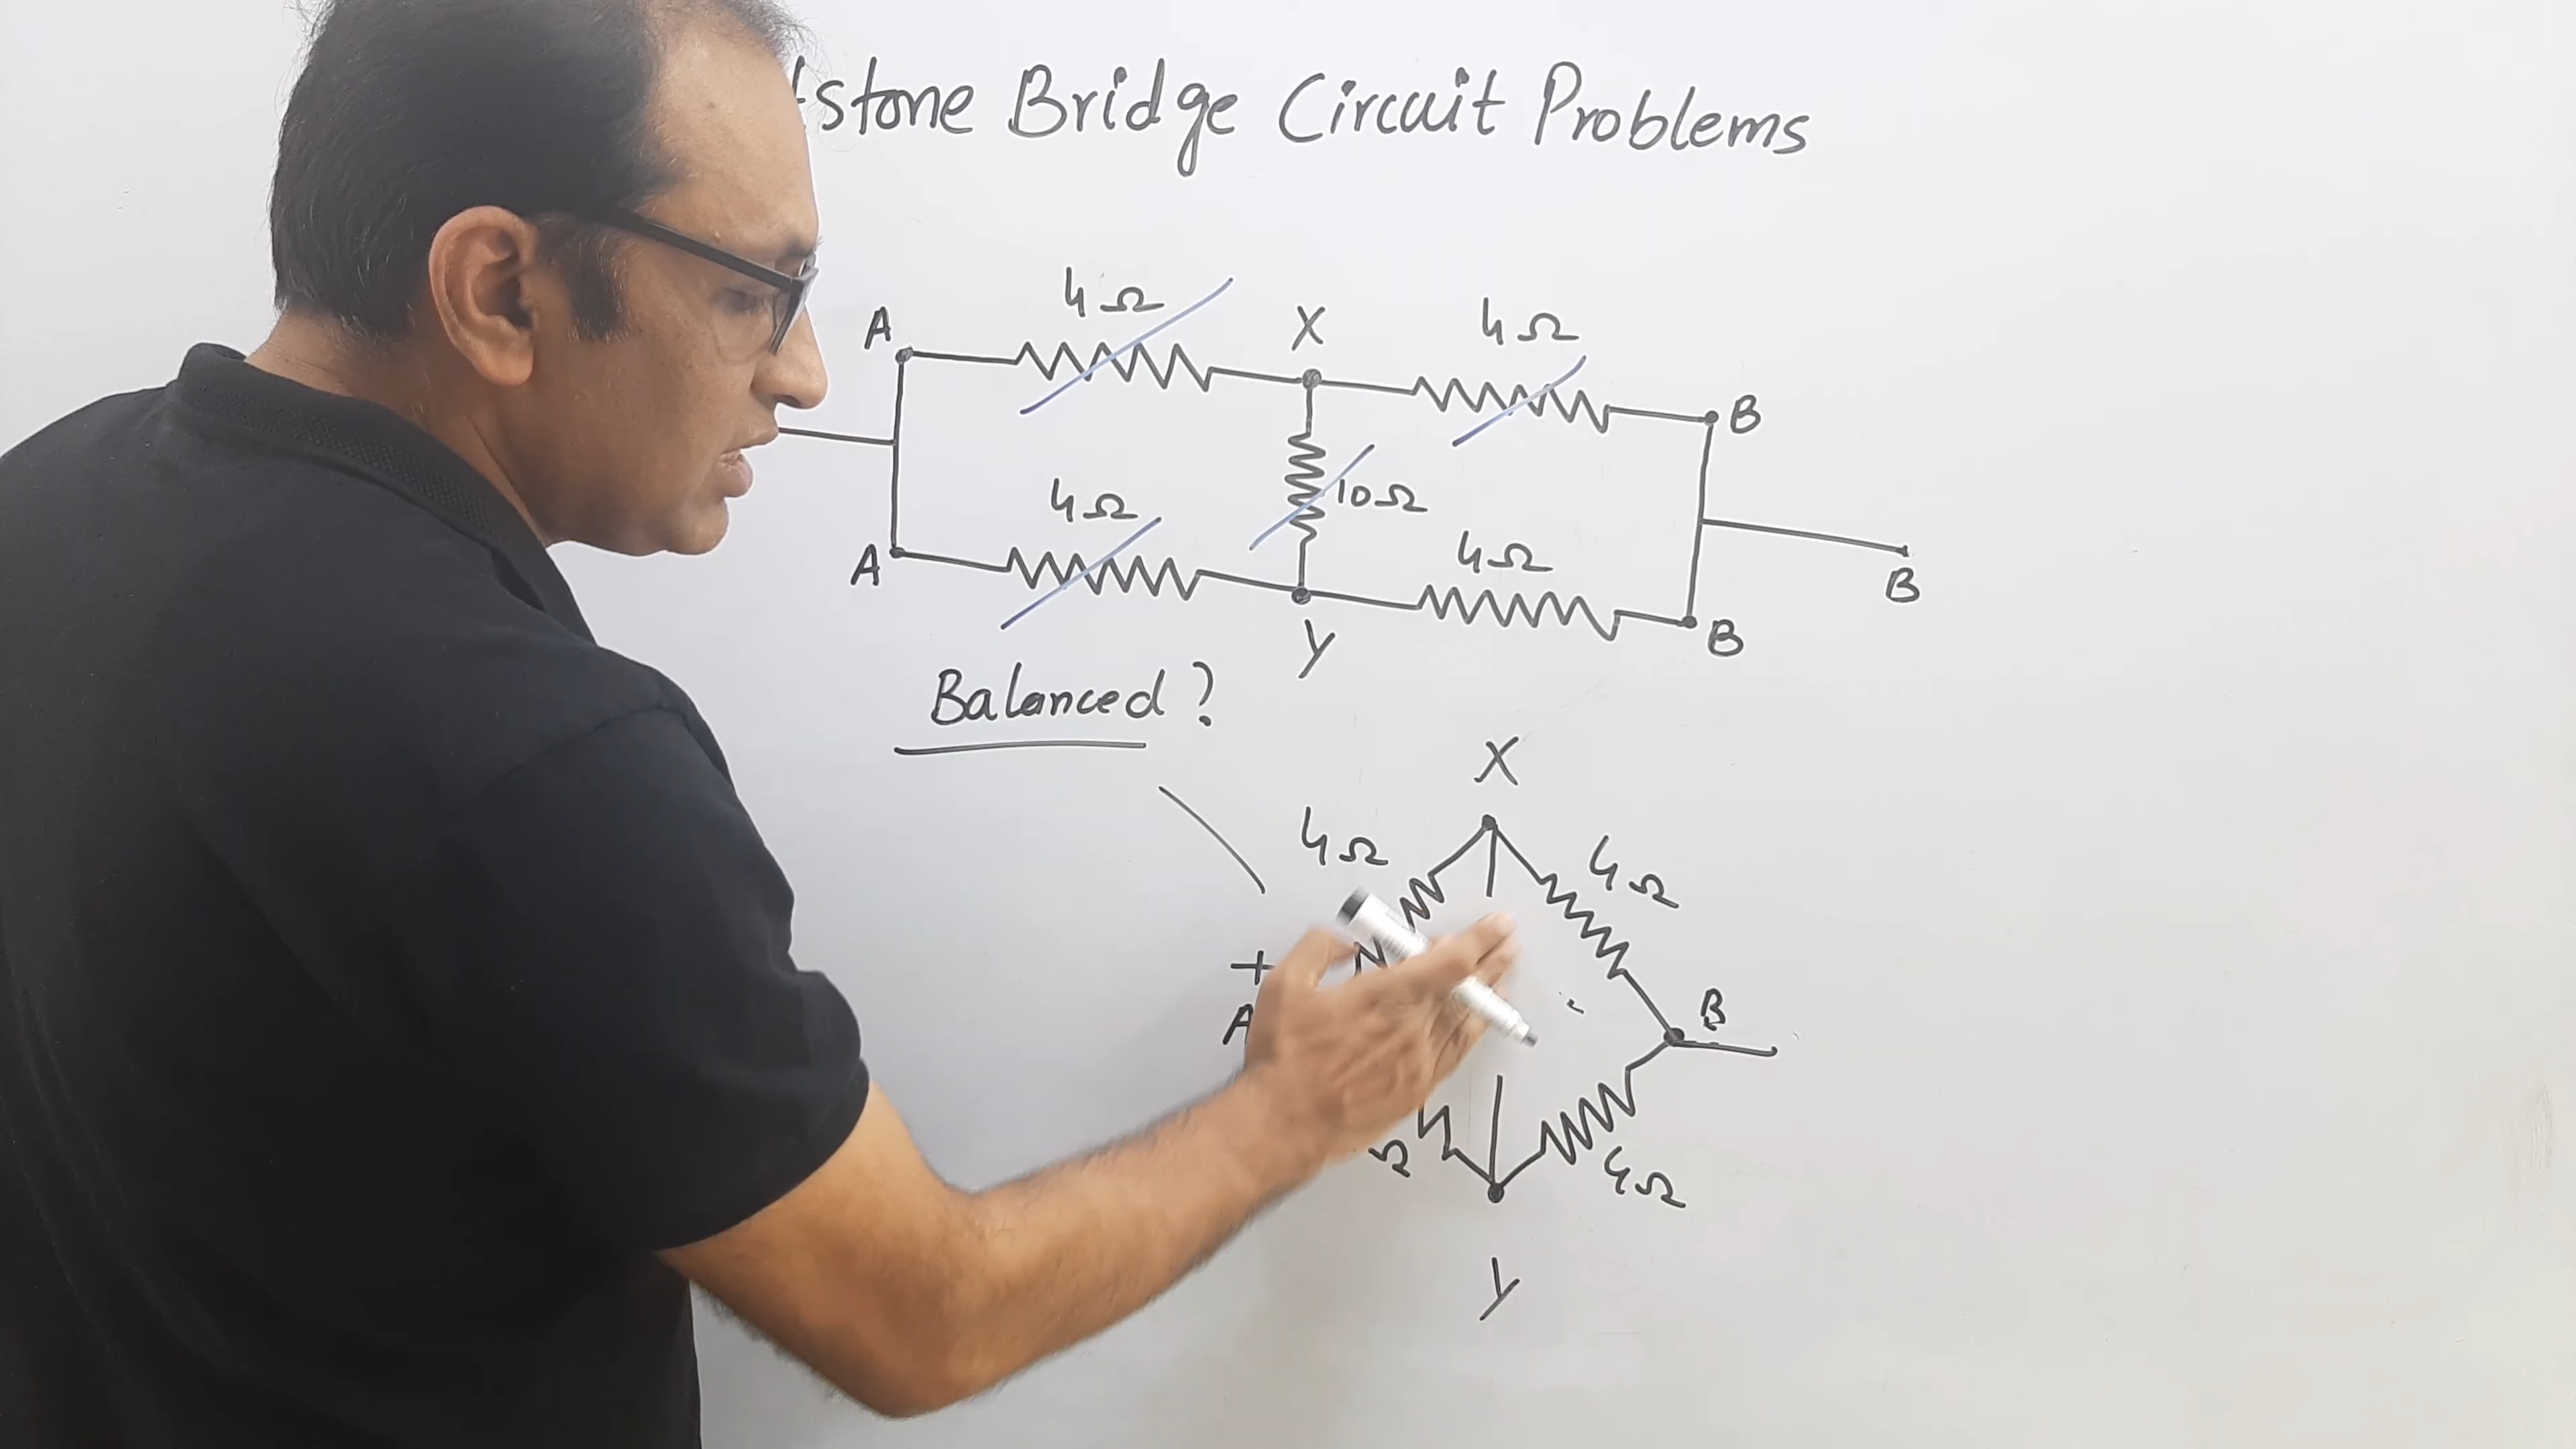 stone Bridge Circuit Problems
4Ω
X
4Ω
A
B
4Ω
10Ω
4Ω
A
B
B
Y
Balanced?
X
4Ω
4Ω
+
A
B
Ω
4Ω
Y